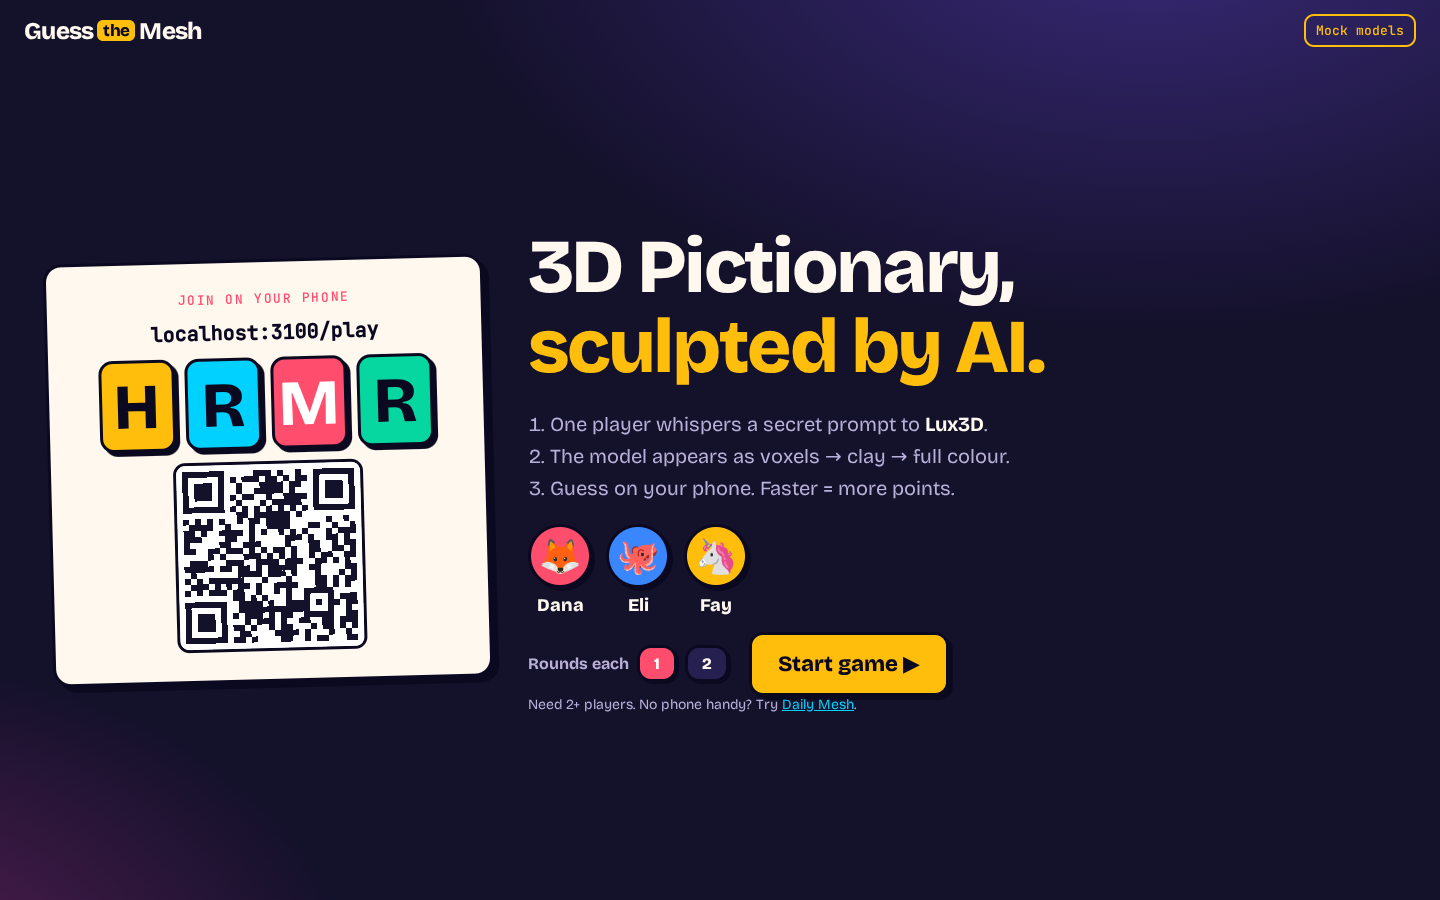 Guess the Mesh
Mock models
JOIN ON YOUR PHONE
localhost:3100/play
HRMR
3D Pictionary,
sculpted by AI.
1. One player whispers a secret prompt to Lux3D.
2. The model appears as voxels → clay → full colour.
3. Guess on your phone. Faster = more points.
Dana Eli Fay
Rounds each 1 2 Start game ▶
Need 2+ players. No phone handy? Try Daily Mesh.